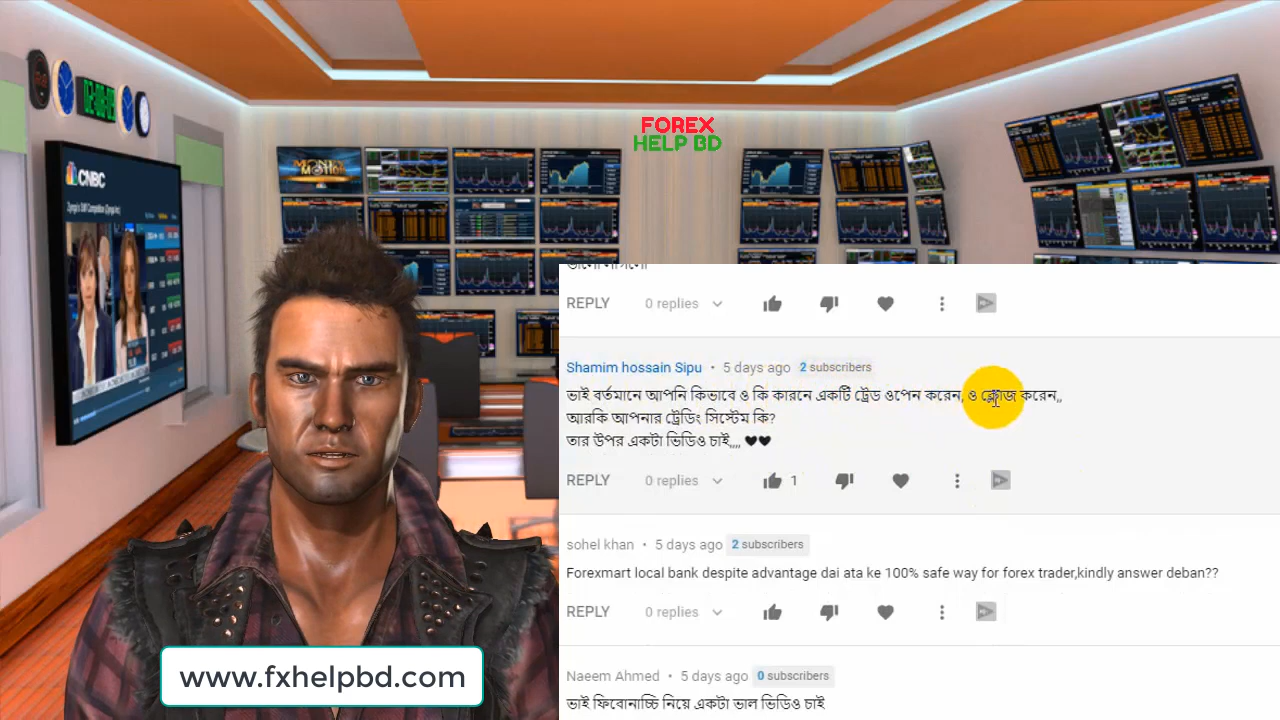 FOREX
HELP BD
CNBC
ভালো লাগলো
REPLY 0 replies
Shamim hossain Sipu • 5 days ago 2 subscribers
ভাই বর্তমানে আপনি কিভাবে ও কি কারনে একটি ট্রেড ওপেন করেন, ও ক্লোজ করেন,,
আরকি আপনার ট্রেডিং সিস্টেম কি?
তার উপর একটা ভিডিও চাই,,,, ♥♥
REPLY 0 replies 1
sohel khan • 5 days ago 2 subscribers
Forexmart local bank despite advantage dai ata ke 100% safe way for forex trader,kindly answer deban??
REPLY 0 replies
Naeem Ahmed • 5 days ago 0 subscribers
ভাই ফিবোনাচ্চি নিয়ে একটা ভাল ভিডিও চাই
www.fxhelpbd.com